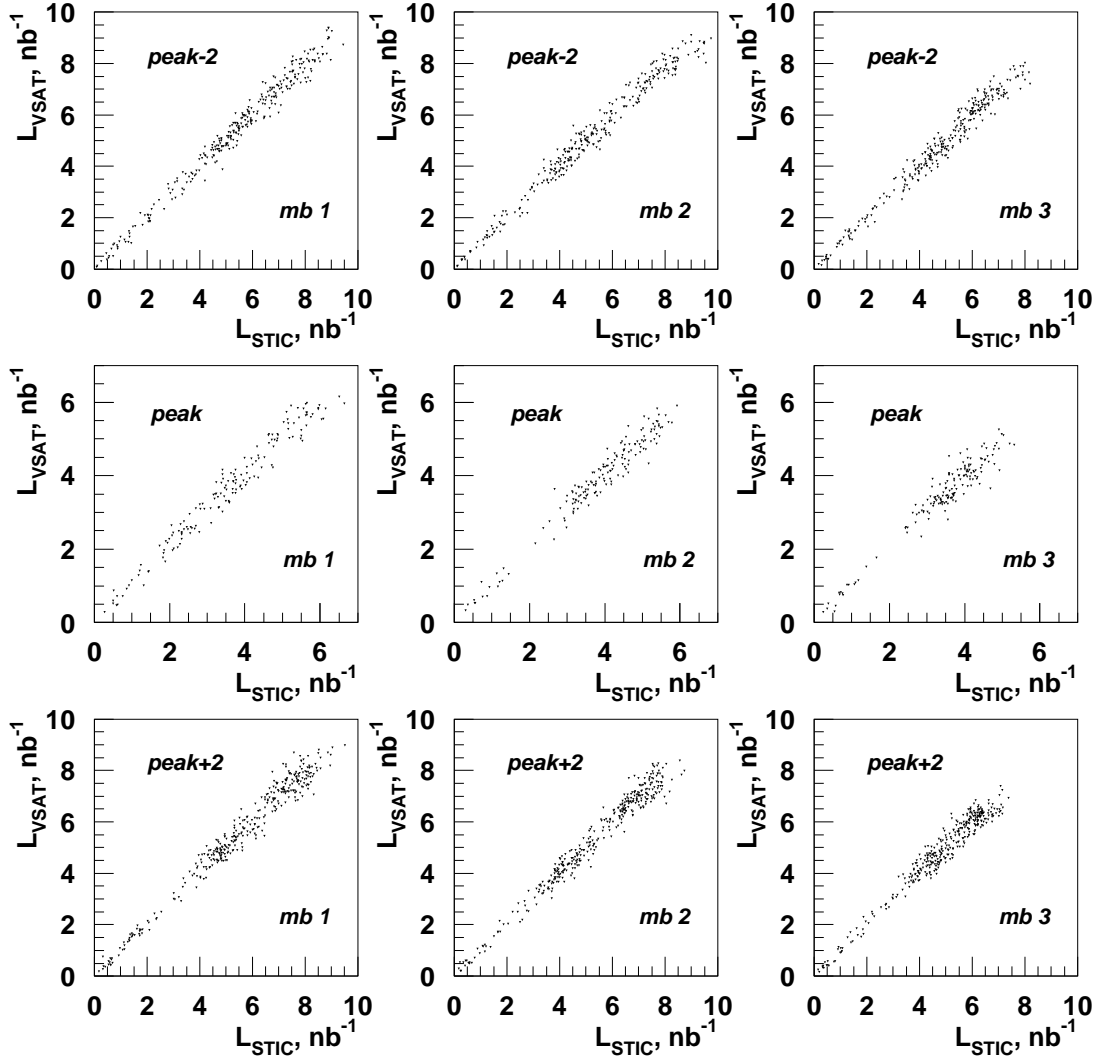 10
8
6
4
2
0
L_VSAT, nb⁻¹
peak-2
mb 1
0 2 4 6 8 10
L_STIC, nb⁻¹
10
8
6
4
2
0
L_VSAT, nb⁻¹
peak-2
mb 2
0 2 4 6 8 10
L_STIC, nb⁻¹
10
8
6
4
2
0
L_VSAT, nb⁻¹
peak-2
mb 3
0 2 4 6 8 10
L_STIC, nb⁻¹
6
4
2
0
L_VSAT, nb⁻¹
peak
mb 1
0 2 4 6
L_STIC, nb⁻¹
6
4
2
0
L_VSAT, nb⁻¹
peak
mb 2
0 2 4 6
L_STIC, nb⁻¹
6
4
2
0
L_VSAT, nb⁻¹
peak
mb 3
0 2 4 6
L_STIC, nb⁻¹
10
8
6
4
2
0
L_VSAT, nb⁻¹
peak+2
mb 1
0 2 4 6 8 10
L_STIC, nb⁻¹
10
8
6
4
2
0
L_VSAT, nb⁻¹
peak+2
mb 2
0 2 4 6 8 10
L_STIC, nb⁻¹
10
8
6
4
2
0
L_VSAT, nb⁻¹
peak+2
mb 3
0 2 4 6 8 10
L_STIC, nb⁻¹